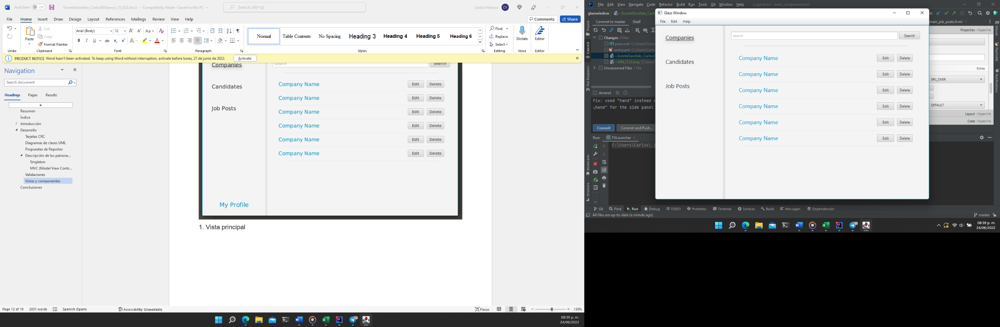 AutoSave Off VicenteGarofalo_CarlosDVilaseca_13_G22.docx - Compatibility Mode • Saved to this PC Search (Alt+Q) Carlos Vilaseca CV
File Home Insert Draw Design Layout References Mailings Review View Help Comments Share
Paste Cut Copy Format Painter
Arial (Body) 12
Normal Table Contents No Spacing Heading 3 Heading 4 Heading 5 Heading 6
Find Replace Select
Dictate Editor
Undo Clipboard Font Paragraph Styles Editing Voice Editor
PRODUCT NOTICE Word hasn't been activated. To keep using Word without interruption, activate before lunes, 27 de junio de 2022. Activate
Navigation
Search document
Headings Pages Results
Resumen
Índice
Introducción
Desarrollo
Tarjetas CRC
Diagramas de clases UML
Propuestas de Reportes
Descripción de los patrone...
Singleton
MVC (Model View Contr...
Validaciones
Vistas y componentes
Conclusiones
Companies search Search
Candidates
Job Posts
Company Name Edit Delete
Company Name Edit Delete
Company Name Edit Delete
Company Name Edit Delete
Company Name Edit Delete
Company Name Edit Delete
My Profile
1. Vista principal
Page 12 of 19 2031 words Spanish (Spain) Accessibility: Unavailable Focus 130%
08:39 p. m.
24/06/2022
File Edit View Navigate Code Refactor Build Run Tools Git Window Help Login.fxml - main_companies.fxml
glasswindow ~$centeGarofalo_Carlo
Commit to master Shelf
Changes 4 files
pom.xml C:\Users\Carlo
uml.puml C:\Users\Carlo
~$centeGarofalo_CarlosD
~WRL2333.tmp C:\Users
Unversioned Files 1 file
Amend
fix: used "hand" instead
hand" for the side panel
Commit Commit and Push...
Run: FXLauncher
C:\Users\Carlos\.j
Project
Commit
Pull Requests
Bookmarks
Structure
Glass Window
File Edit Help
Companies
Candidates
Job Posts
search Search
Company Name Edit Delete
Company Name Edit Delete
Company Name Edit Delete
Company Name Edit Delete
Company Name Edit Delete
Company Name Edit Delete
main_job_posts.fxml
Properties : Hyperlink
Extras
SRC_OVER
DEFAULT
Layout : Hyperlink
Code : Hyperlink
Maven
PlantUML
Notifications
Git Find Run Debug TODO Problems Terminal Services Build Messages Dependencies
All files are up-to-date (a minute ago) master
08:39 p. m.
24/06/2022